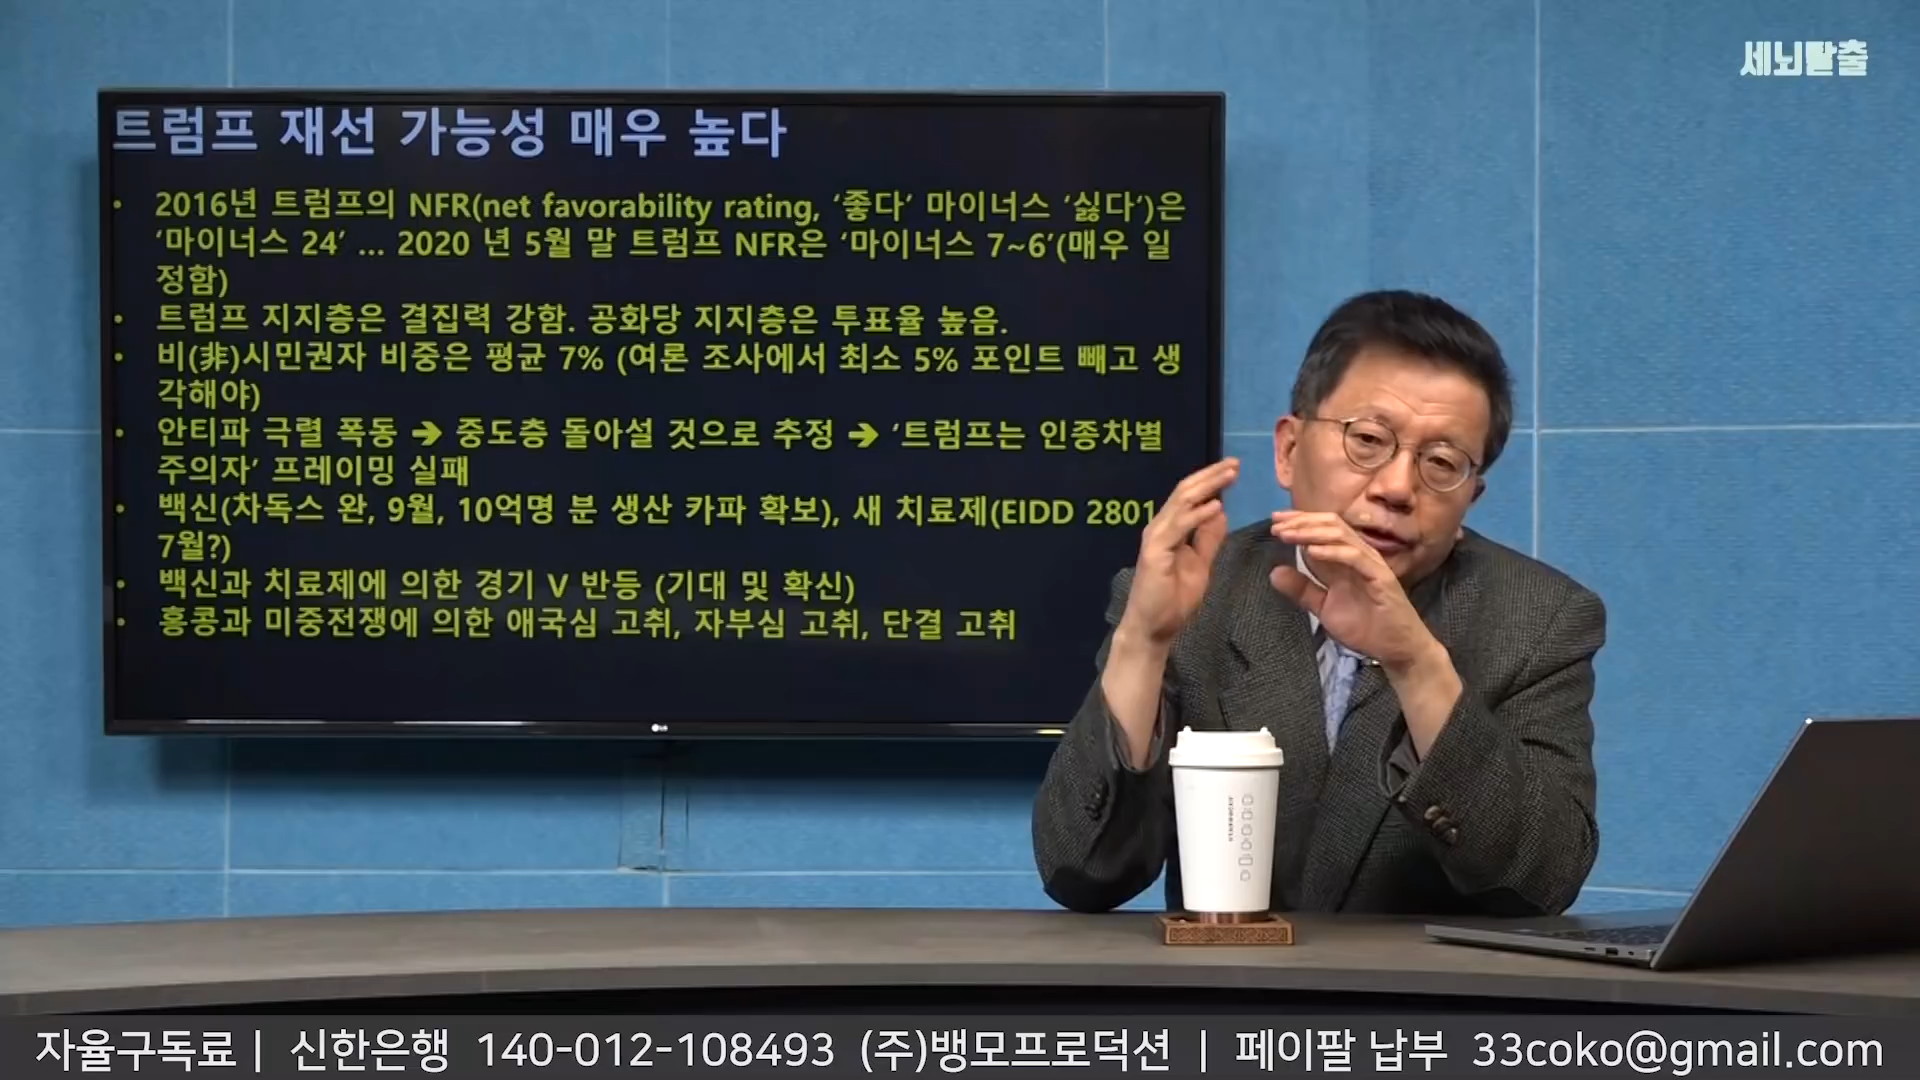 세뇌탈출
트럼프 재선 가능성 매우 높다
• 2016년 트럼프의 NFR(net favorability rating, ‘좋다’ 마이너스 ‘싫다’)은
‘마이너스 24’ ... 2020 년 5월 말 트럼프 NFR은 ‘마이너스 7~6’(매우 일
정함)
• 트럼프 지지층은 결집력 강함. 공화당 지지층은 투표율 높음.
• 비(非)시민권자 비중은 평균 7% (여론 조사에서 최소 5% 포인트 빼고 생
각해야)
• 안티파 극렬 폭동 ➔ 중도층 돌아설 것으로 추정 ➔ ‘트럼프는 인종차별
주의자’ 프레이밍 실패
• 백신(차독스 완, 9월, 10억명 분 생산 카파 확보), 새 치료제(EIDD 2801
7월?)
• 백신과 치료제에 의한 경기 V 반등 (기대 및 확신)
• 홍콩과 미중전쟁에 의한 애국심 고취, 자부심 고취, 단결 고취
LG
STARBUCKS
자율구독료 | 신한은행 140-012-108493 (주)뱅모프로덕션 | 페이팔 납부 33coko@gmail.com